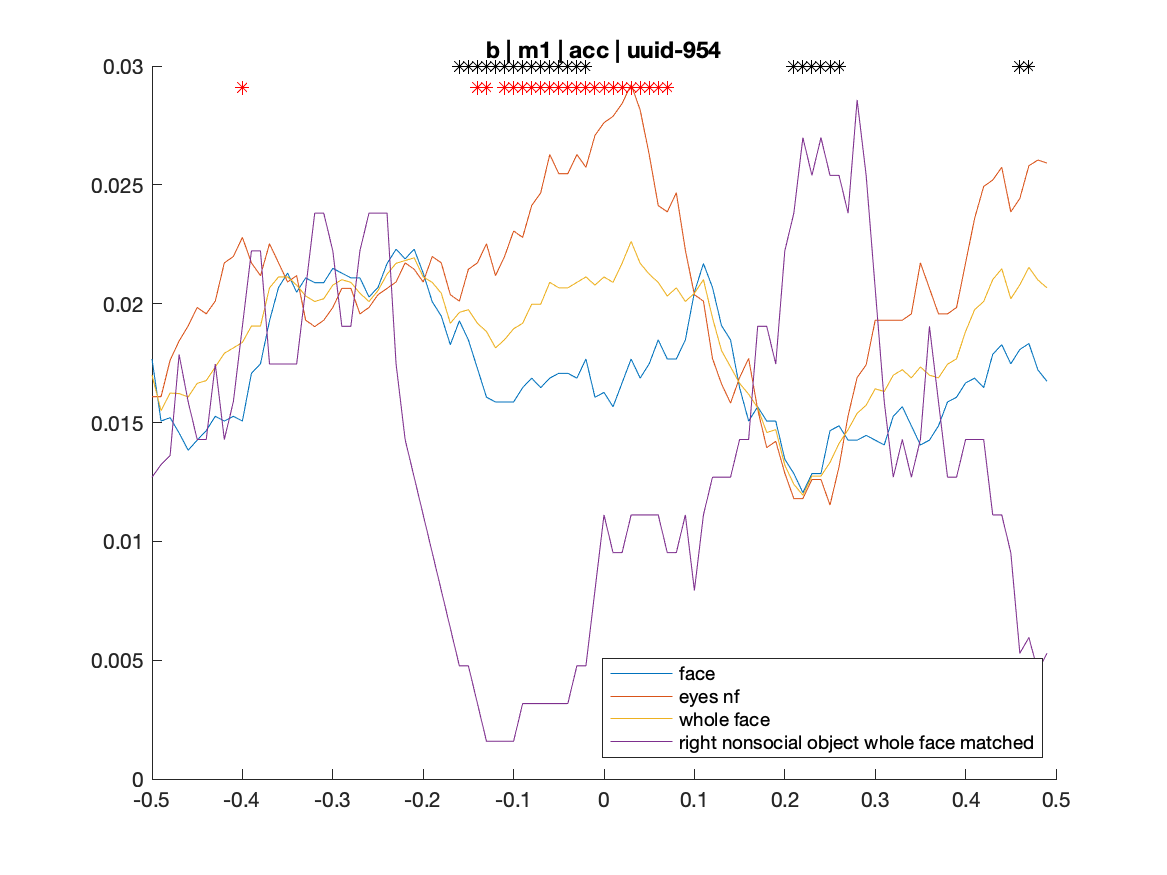 b | m1 | acc | uuid-954
0.03
0.025
0.02
0.015
0.01
0.005
0
-0.5 -0.4 -0.3 -0.2 -0.1 0 0.1 0.2 0.3 0.4 0.5
face
eyes nf
whole face
right nonsocial object whole face matched